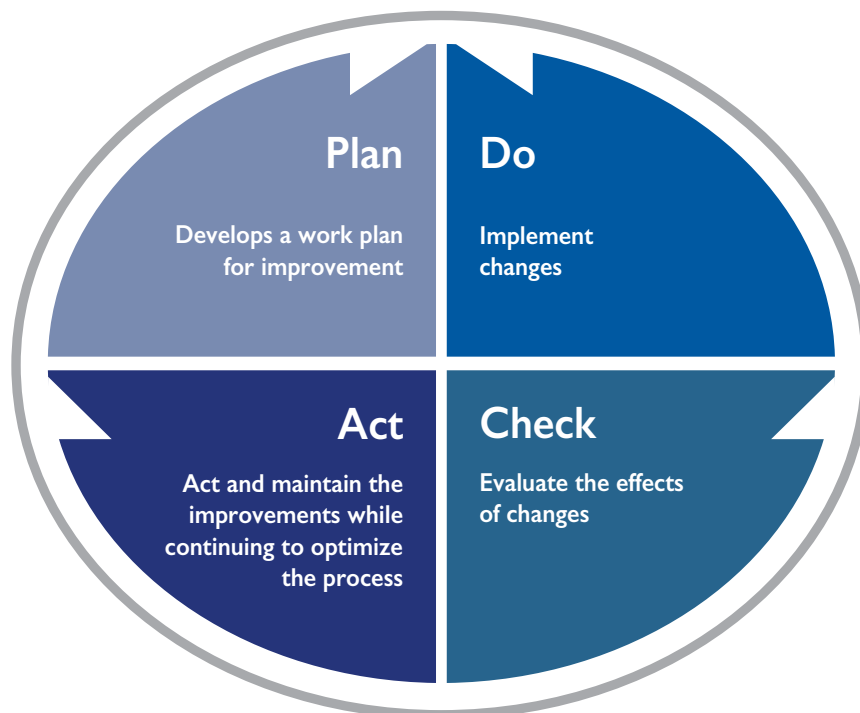 Plan
Develops a work plan
for improvement
Do
Implement
changes
Act
Act and maintain the
improvements while
continuing to optimize
the process
Check
Evaluate the effects
of changes